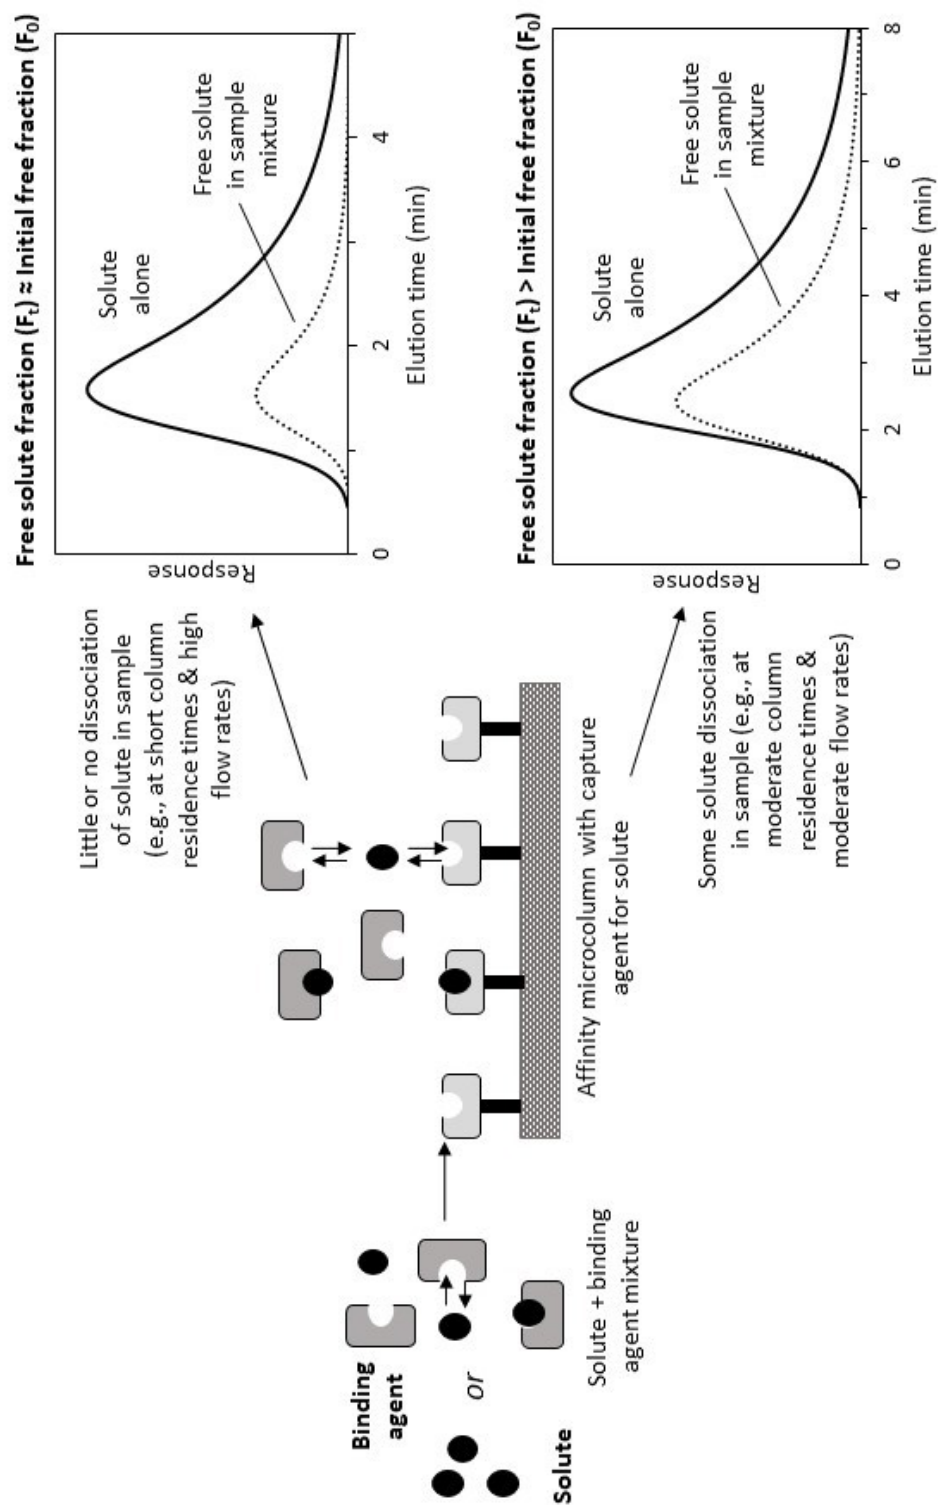 Binding
agent
or
Solute
Solute + binding
agent mixture
Affinity microcolumn with capture
agent for solute
Little or no dissociation
of solute in sample
(e.g., at short column
residence times & high
flow rates)
Free solute fraction (Fₜ) ≈ Initial free fraction (F₀)
Response
Solute
alone
Free solute
in sample
mixture
0
2
4
Elution time (min)
Some solute dissociation
in sample (e.g., at
moderate column
residence times &
moderate flow rates)
Free solute fraction (Fₜ) > Initial free fraction (F₀)
Response
Solute
alone
Free solute
in sample
mixture
0
2
4
6
8
Elution time (min)